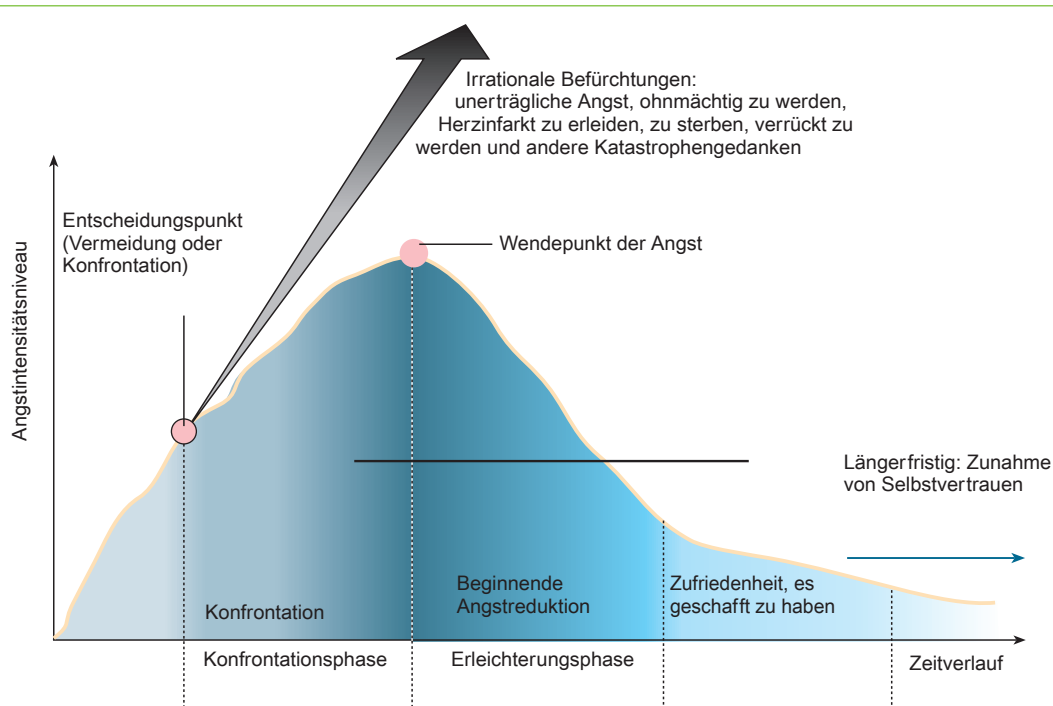 Irrationale Befürchtungen:
unerträgliche Angst, ohnmächtig zu werden,
Herzinfarkt zu erleiden, zu sterben, verrückt zu
werden und andere Katastrophengedanken
Entscheidungspunkt
(Vermeidung oder
Konfrontation)
Wendepunkt der Angst
Angstintensitätsniveau
Längerfristig: Zunahme
von Selbstvertrauen
Konfrontation
Beginnende
Angstreduktion
Zufriedenheit, es
geschafft zu haben
Konfrontationsphase
Erleichterungsphase
Zeitverlauf